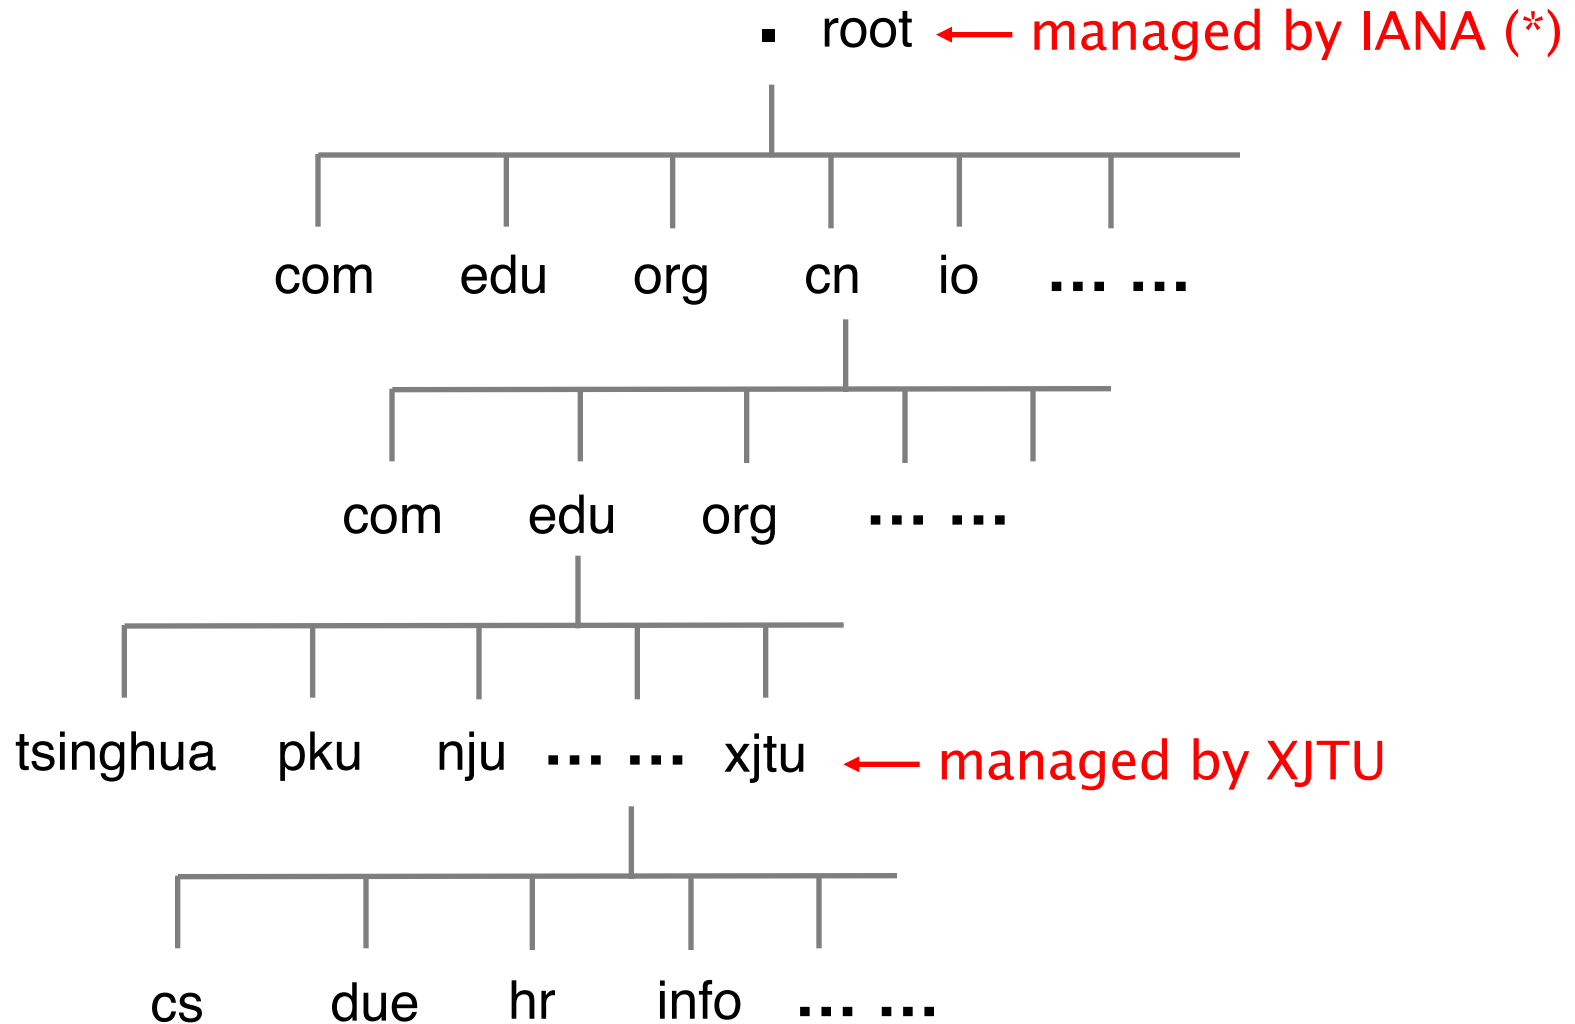 . root ← managed by IANA (*)
com edu org cn io ... ...
com edu org ... ...
tsinghua pku nju ... ... xjtu ← managed by XJTU
cs due hr info ... ...